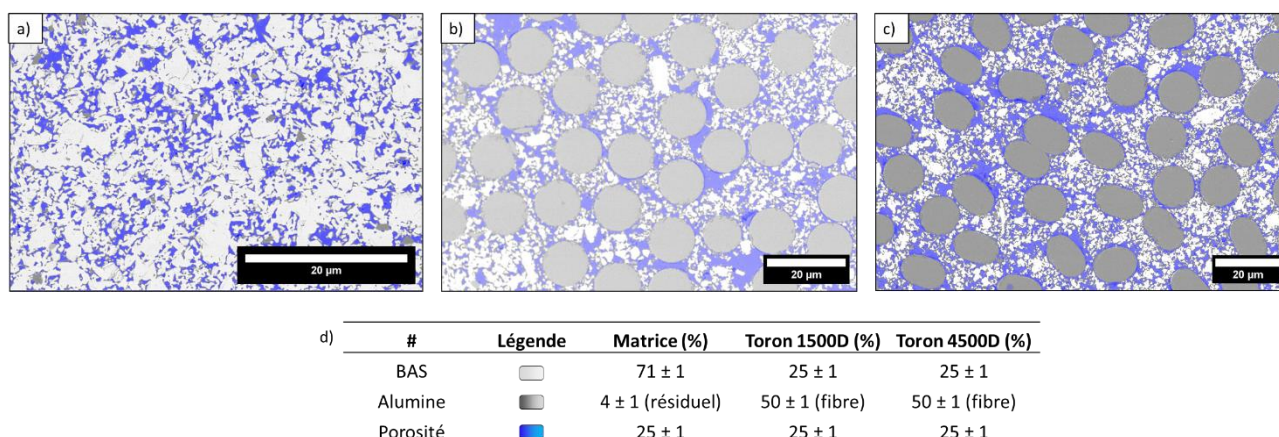 a)
20 µm
b)
20 µm
c)
20 µm
d)
# Légende Matrice (%) Toron 1500D (%) Toron 4500D (%)
BAS 71 ± 1 25 ± 1 25 ± 1
Alumine 4 ± 1 (résiduel) 50 ± 1 (fibre) 50 ± 1 (fibre)
Porosité 25 ± 1 25 ± 1 25 ± 1